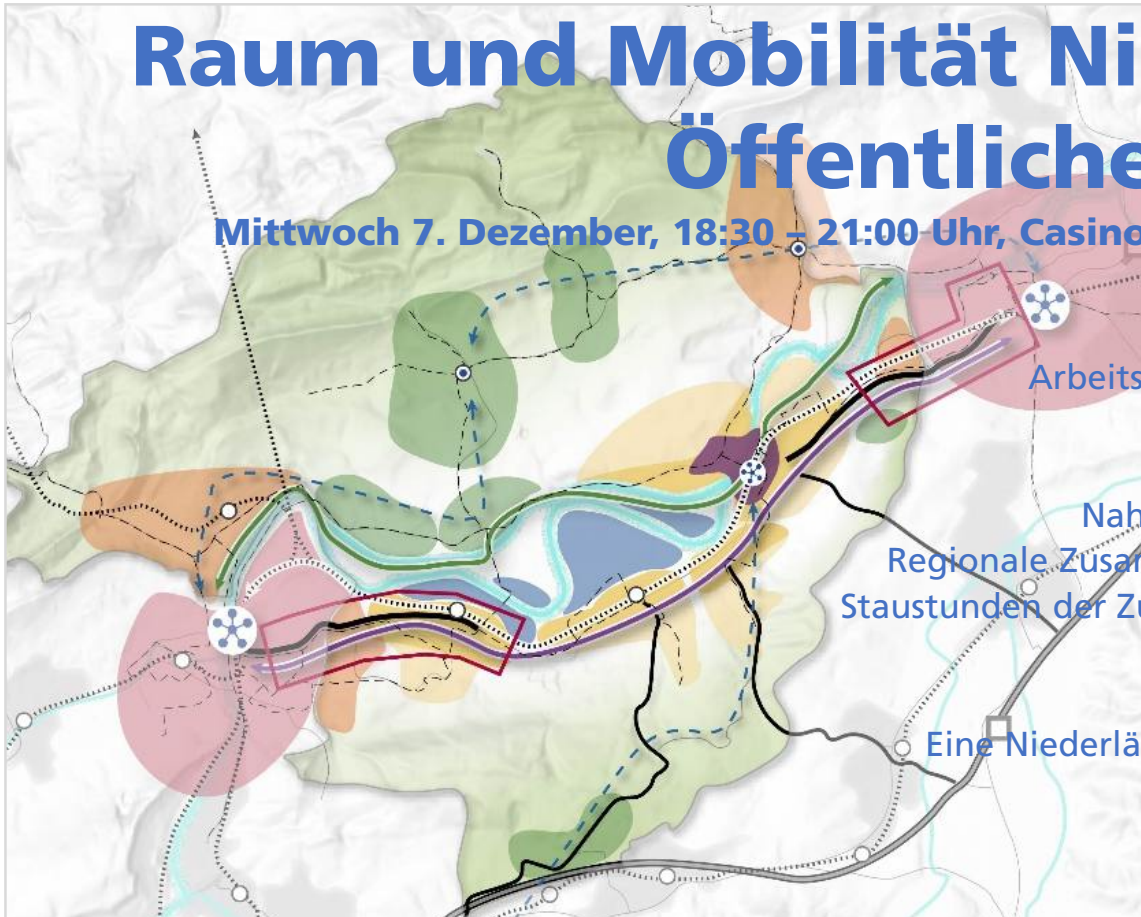 Raum und Mobilität Ni
Öffentliche
Mittwoch 7. Dezember, 18:30 – 21:00 Uhr, Casino
Arbeits
Nah
Regionale Zusam
Staustunden der Zu
Eine Niederlä